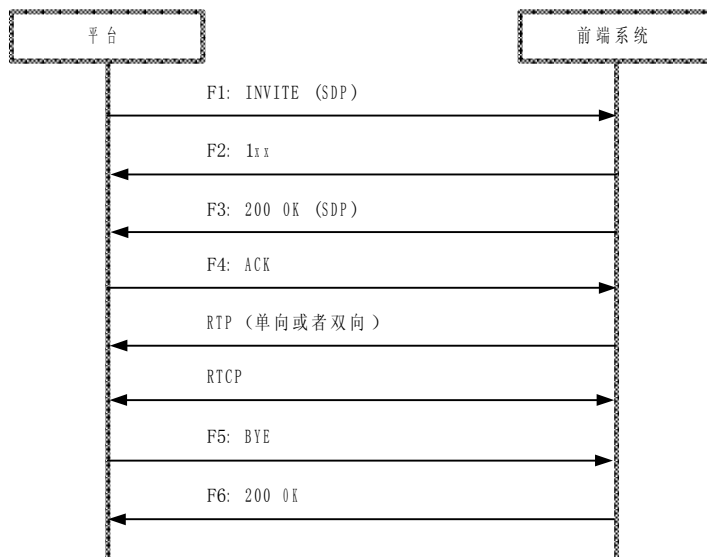 平台
前端系统
F1: INVITE (SDP)
F2: 1xx
F3: 200 OK (SDP)
F4: ACK
RTP (单向或者双向)
RTCP
F5: BYE
F6: 200 OK